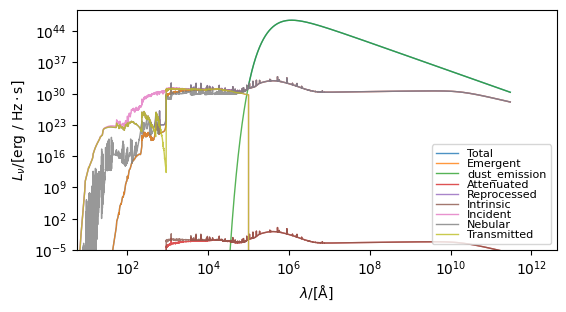 10^44
10^37
10^30
10^23
10^16
10^9
10^2
10^−5
L_ν/[erg / Hz · s]
Total
Emergent
dust_emission
Attenuated
Reprocessed
Intrinsic
Incident
Nebular
Transmitted
10^2 10^4 10^6 10^8 10^10 10^12
λ/[Å]